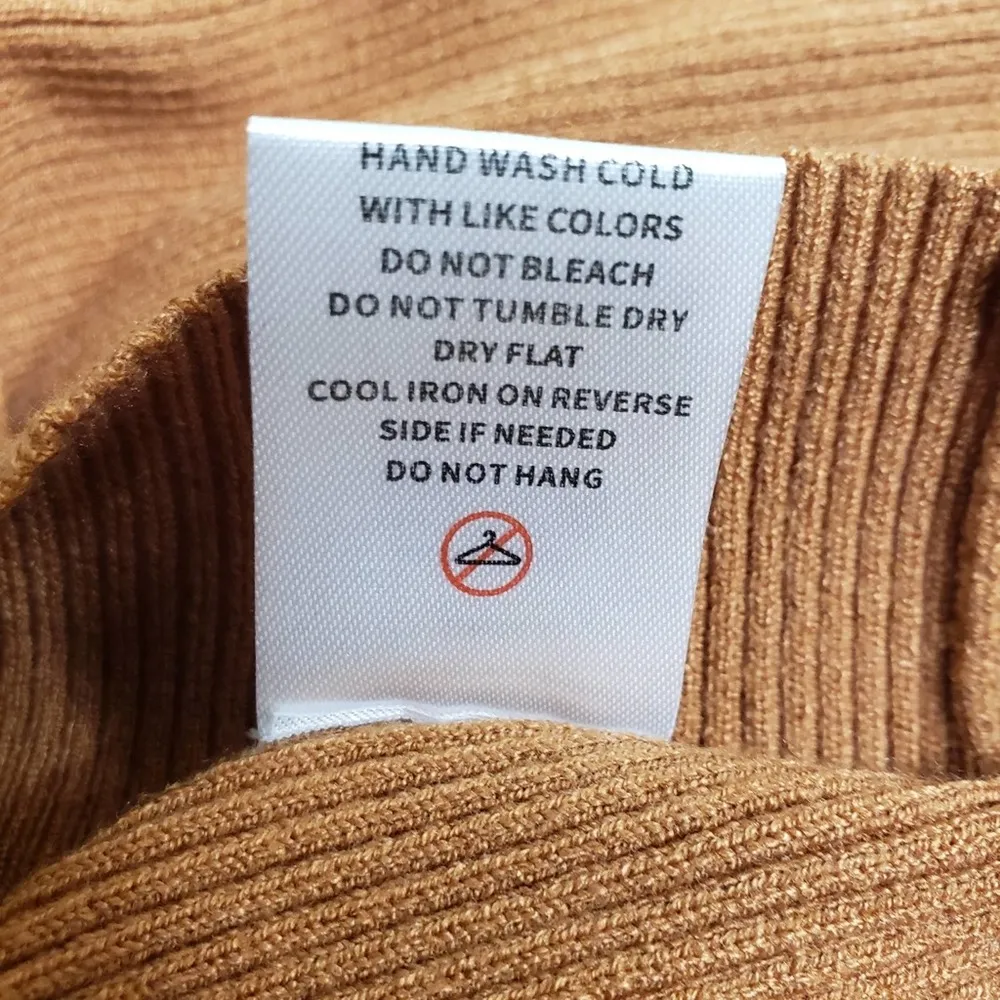 HAND WASH COLD
WITH LIKE COLORS
DO NOT BLEACH
DO NOT TUMBLE DRY
DRY FLAT
COOL IRON ON REVERSE
SIDE IF NEEDED
DO NOT HANG